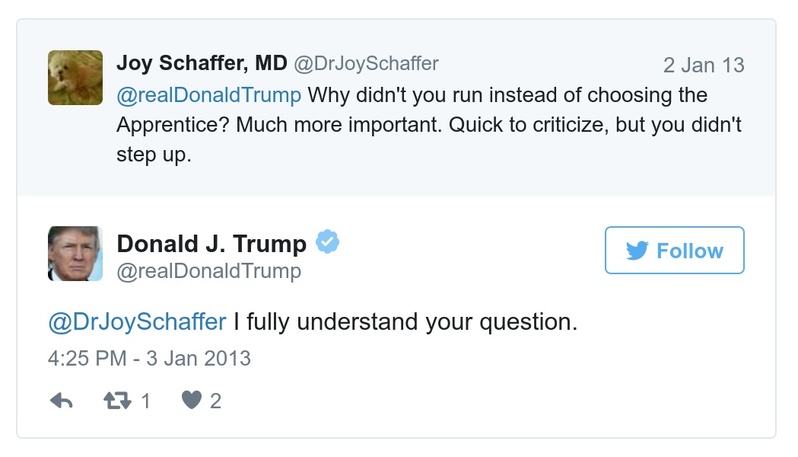 Joy Schaffer, MD @DrJoySchaffer 2 Jan 13
@realDonaldTrump Why didn't you run instead of choosing the
Apprentice? Much more important. Quick to criticize, but you didn't
step up.
Donald J. Trump
@realDonaldTrump
Follow
@DrJoySchaffer I fully understand your question.
4:25 PM - 3 Jan 2013
1 2